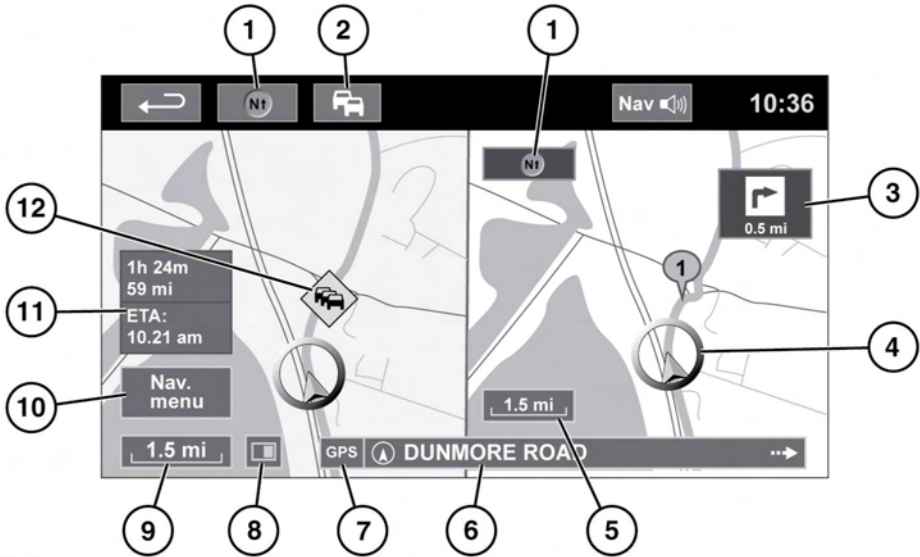 1
2
1
N↑
Nav
10:36
N↑
3
0.5 mi
12
1
1h 24m
59 mi
ETA:
10.21 am
11
4
10
Nav.
menu
1.5 mi
1.5 mi
GPS
DUNMORE ROAD
9
8
7
6
5